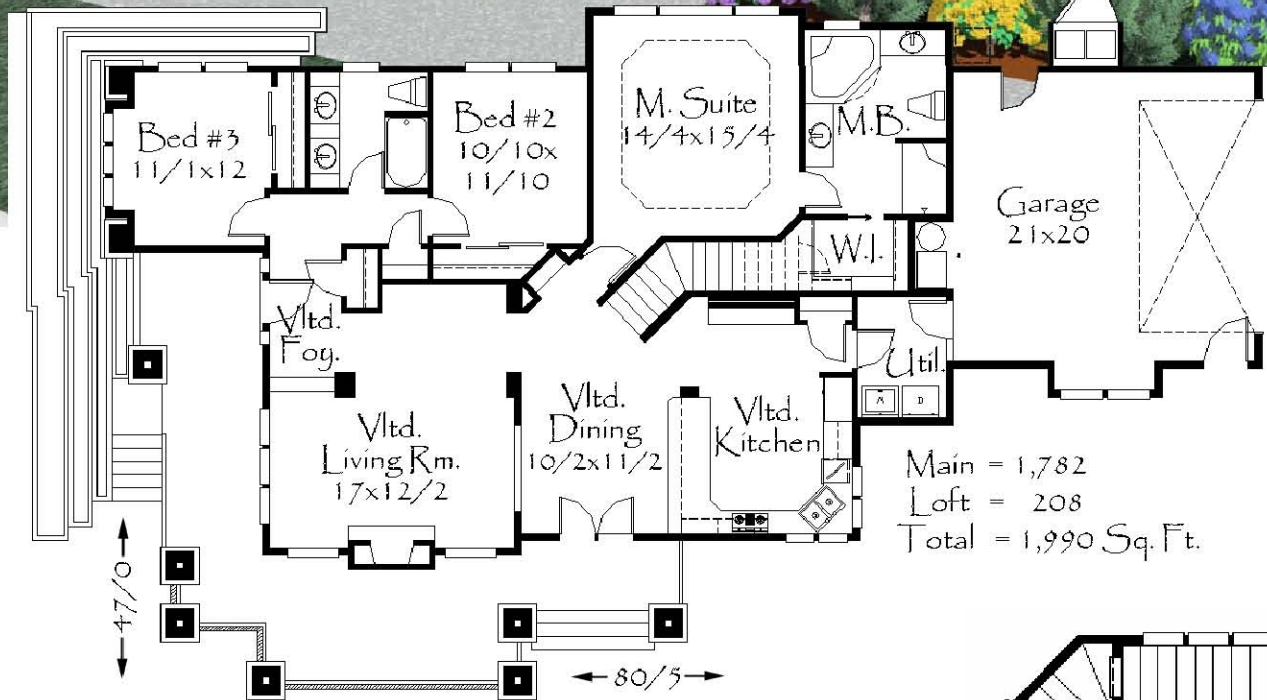 Bed #3
11/1x12
Bed #2
10/10x
11/10
M. Suite
14/4x15/4
M.B.
Garage
21x20
W.I.
Vltd.
Foy.
Util.
W
D
Vltd.
Living Rm.
17x12/2
Vltd.
Dining
10/2x11/2
Vltd.
Kitchen
Main = 1,782
Loft = 208
Total = 1,990 Sq. Ft.
47/0
80/5